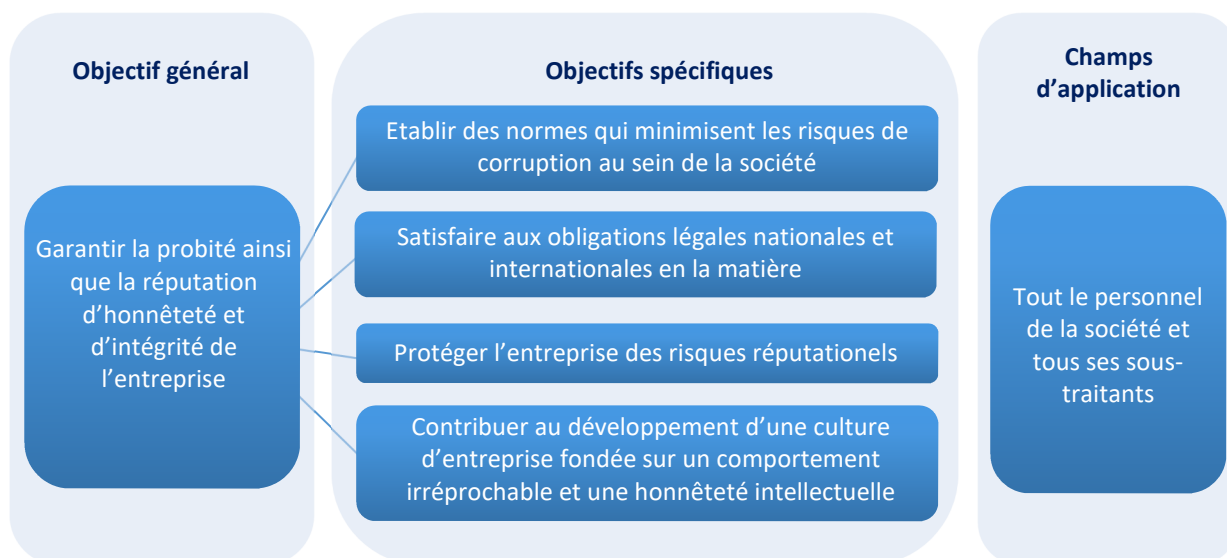 Objectif général
Garantir la probité ainsi
que la réputation
d’honnêteté et
d’intégrité de
l’entreprise
Objectifs spécifiques
Etablir des normes qui minimisent les risques de
corruption au sein de la société
Satisfaire aux obligations légales nationales et
internationales en la matière
Protéger l’entreprise des risques réputationels
Contribuer au développement d’une culture
d’entreprise fondée sur un comportement
irréprochable et une honnêteté intellectuelle
Champs
d’application
Tout le personnel
de la société et
tous ses sous-
traitants